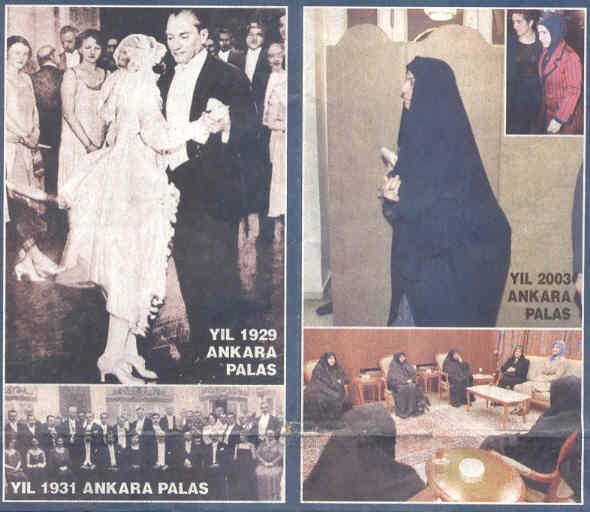 YIL 1929
ANKARA
PALAS
YIL 1931 ANKARA PALAS
YIL 2003
ANKARA
PALAS